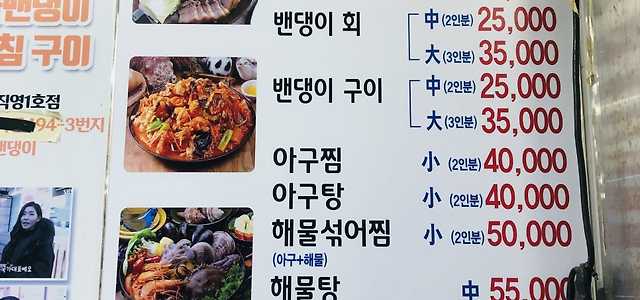 밴댕이
침 구이
직영1호점
494-3번지
밴댕이
밴댕이 회 中 (2인분) 25,000
大 (3인분) 35,000
밴댕이 구이 中 (2인분) 25,000
大 (3인분) 35,000
아구찜 小 (2인분) 40,000
아구탕 小 (2인분) 40,000
해물섞어찜 小 (2인분) 50,000
(아구+해물)
해물탕 中 55,000